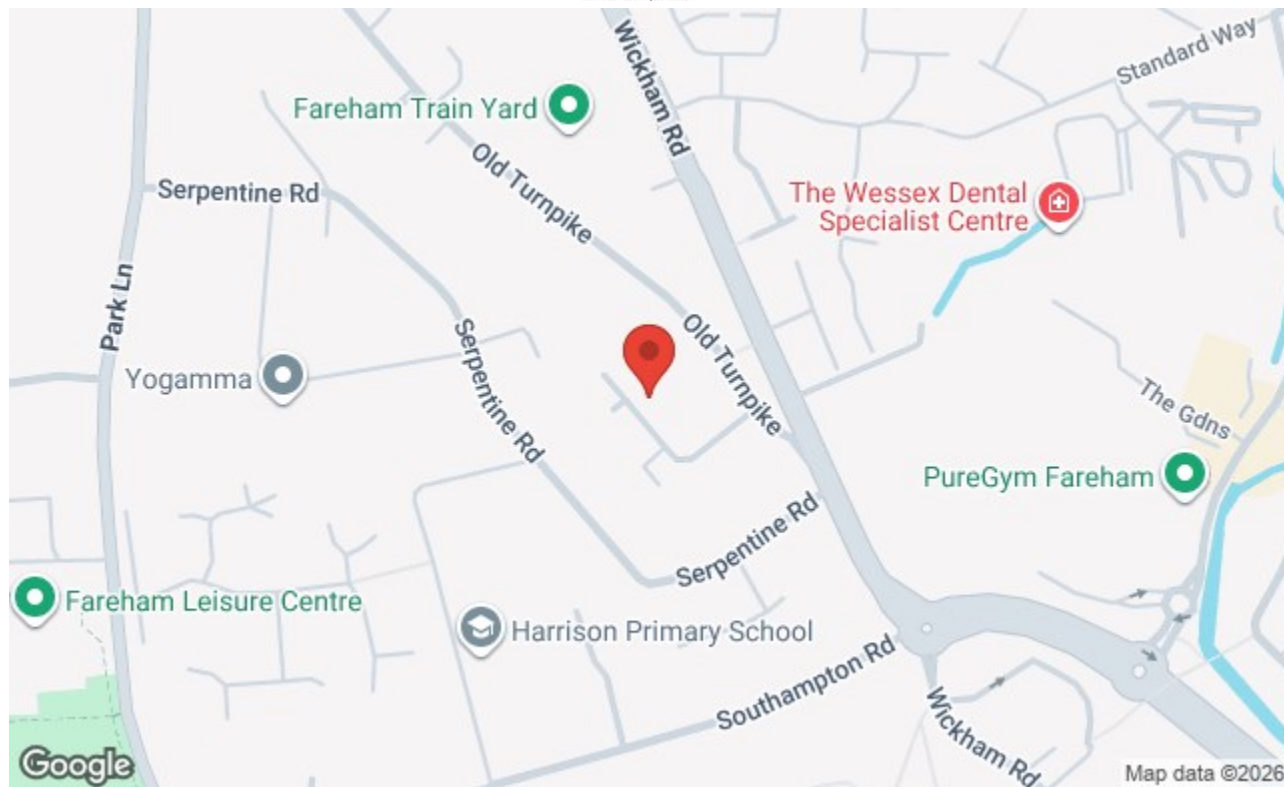 Wickham Rd
Standard Way
Fareham Train Yard
Old Turnpike
Serpentine Rd
The Wessex Dental
Specialist Centre
Park Ln
Old Turnpike
Serpentine Rd
Yogamma
The Gdns
PureGym Fareham
Serpentine Rd
Fareham Leisure Centre
Harrison Primary School
Southampton Rd
Wickham Rd
Google
Map data ©2026